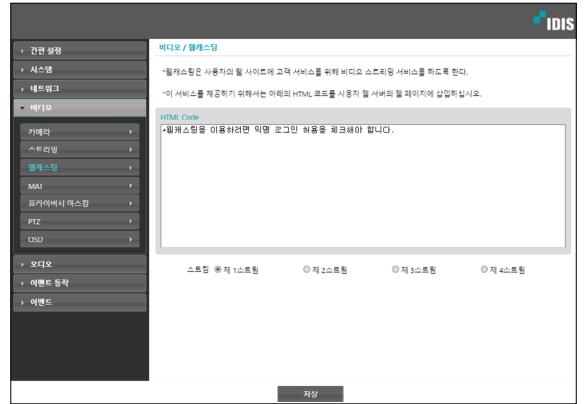 IDIS
간편 설정
시스템
네트워크
비디오
카메라
스트리밍
웹캐스팅
MAI
프라이버시 마스킹
PTZ
OSD
오디오
이벤트 동작
이벤트
비디오 / 웹캐스팅
*웹캐스팅은 사용자의 웹 사이트에 고객 서비스를 위해 비디오 스트리밍 서비스를 하도록 한다.
*이 서비스를 제공하기 위해서는 아래의 HTML 코드를 사용자 웹 서버의 웹 페이지에 삽입하십시오.
HTML Code
*웹캐스팅을 이용하려면 익명 로그인 허용을 체크해야 합니다.
스트림 제 1스트림 제 2스트림 제 3스트림 제 4스트림
저장